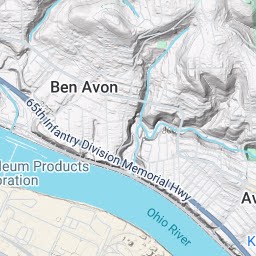 Ben Avon
65th Infantry Division Memorial Hwy
leum Products
oration
Av
Ohio River
K